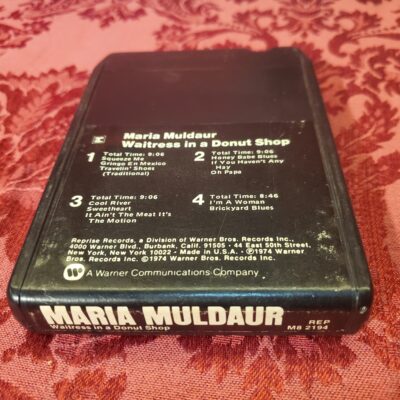 Maria Muldaur
Waitress in a Donut Shop
1 Total Time: 9:06
Squeeze Me
Gringo En Mexico
Travelin' Shoes
(Traditional)
2 Total Time: 9:06
Honey Babe Blues
If You Haven't Any
Hay
Oh Papa
3 Total Time: 9:06
Cool River
Sweetheart
It Ain't The Meat It's
The Motion
4 Total Time: 8:46
I'm A Woman
Brickyard Blues
Reprise Records, a Division of Warner Bros. Records Inc.,
4000 Warner Blvd., Burbank, Calif. 91505 · 44 East 50th Street,
New York, New York 10022 · Made in U.S.A. · ℗1974 Warner
Bros. Records Inc. ©1974 Warner Bros. Records Inc.
A Warner Communications Company
MARIA MULDAUR
Waitress in a Donut Shop
REP
M8 2194